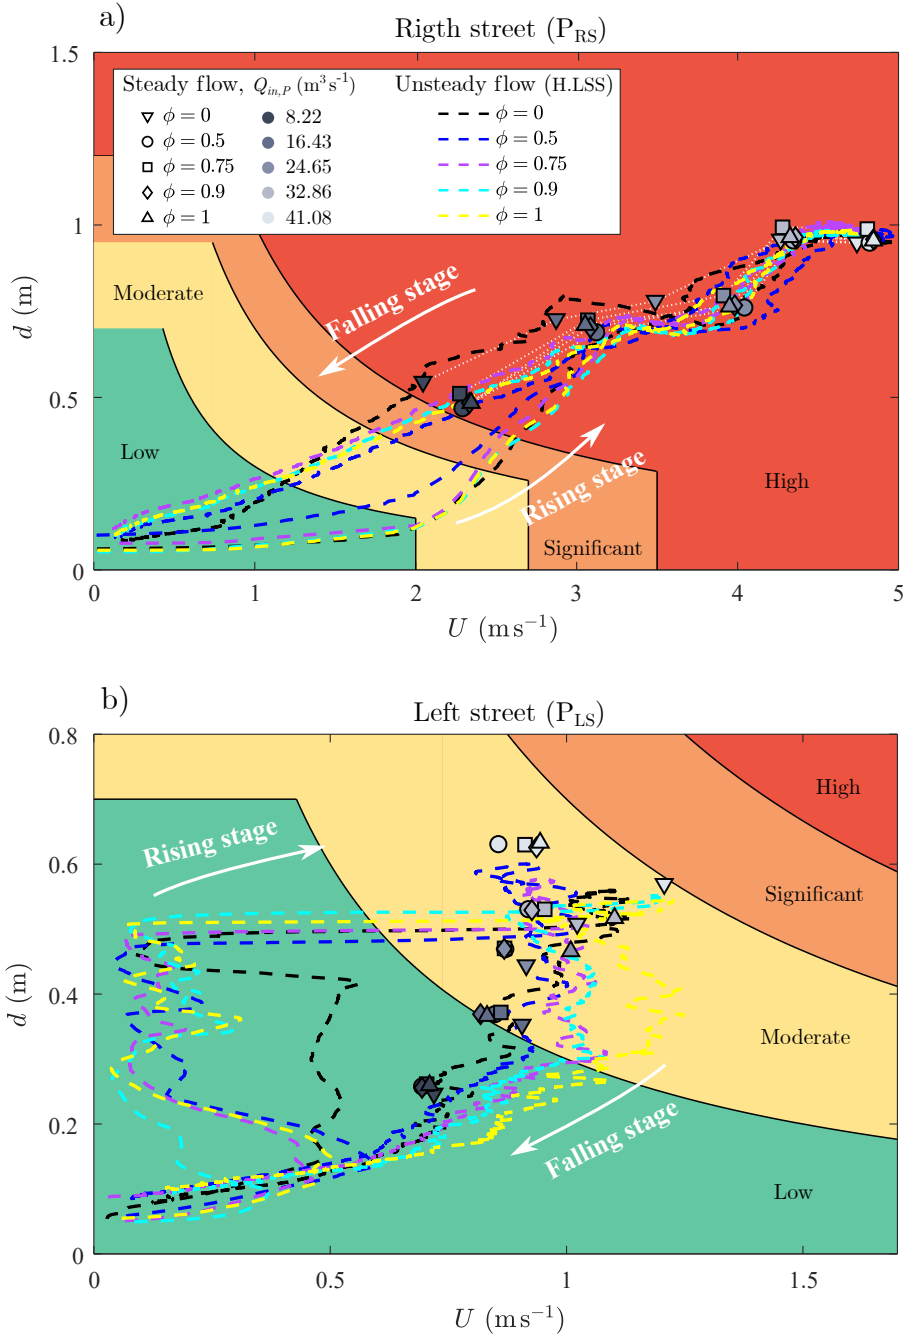 a)
Rigth street (P_RS)
1.5
1
0.5
0
d (m)
Steady flow, Q_in,P (m³ s⁻¹)
ϕ = 0
8.22
ϕ = 0.5
16.43
ϕ = 0.75
24.65
ϕ = 0.9
32.86
ϕ = 1
41.08
Unsteady flow (H.LSS)
ϕ = 0
ϕ = 0.5
ϕ = 0.75
ϕ = 0.9
ϕ = 1
Moderate
Falling stage
Low
Rising stage
High
Significant
0 1 2 3 4 5
U (m s⁻¹)
b)
Left street (P_LS)
0.8
0.6
0.4
0.2
0
d (m)
High
Rising stage
Significant
Moderate
Falling stage
Low
0 0.5 1 1.5
U (m s⁻¹)